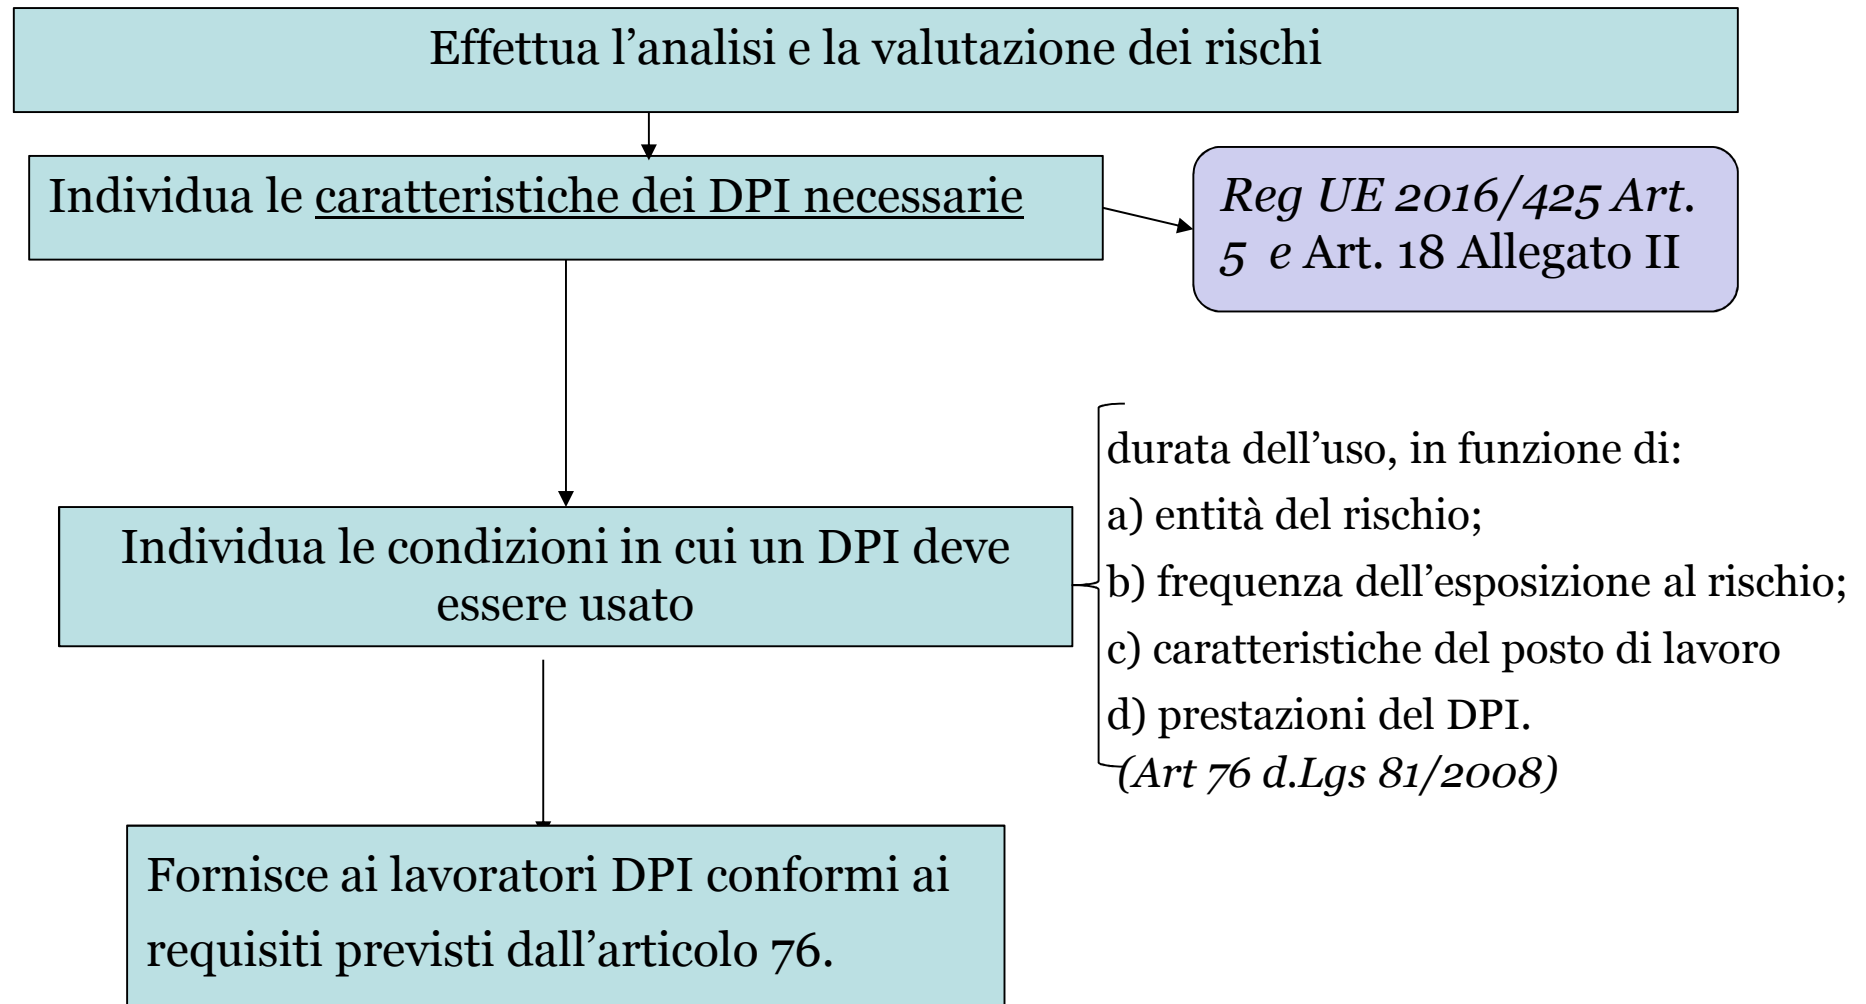 Effettua l’analisi e la valutazione dei rischi
Individua le caratteristiche dei DPI necessarie
Reg UE 2016/425 Art.
5 e Art. 18 Allegato II
durata dell’uso, in funzione di:
a) entità del rischio;
b) frequenza dell’esposizione al rischio;
c) caratteristiche del posto di lavoro
d) prestazioni del DPI.
(Art 76 d.Lgs 81/2008)
Individua le condizioni in cui un DPI deve
essere usato
Fornisce ai lavoratori DPI conformi ai
requisiti previsti dall’articolo 76.